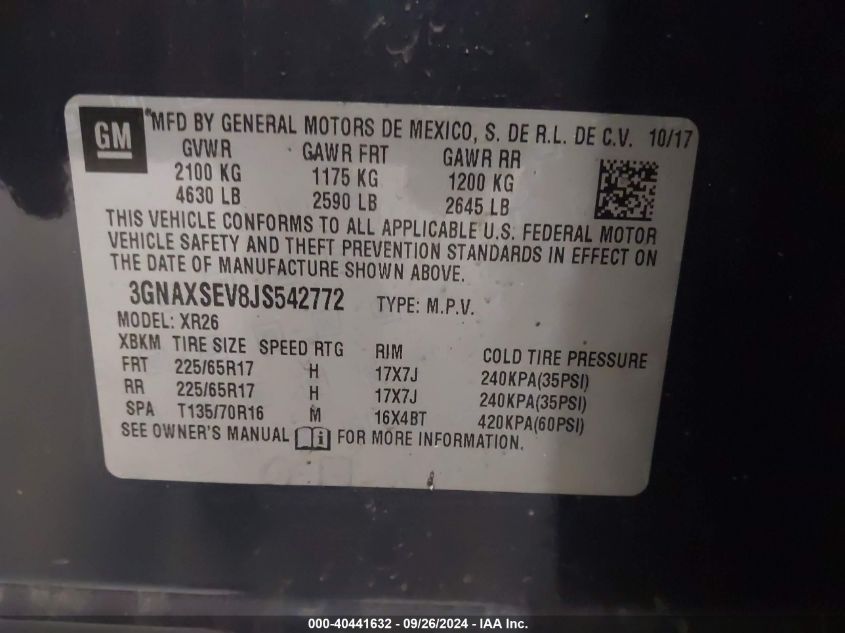 GM
*MFD BY GENERAL MOTORS DE MEXICO, S. DE R.L. DE C.V. 10/17
GVWR GAWR FRT GAWR RR
2100 KG 1175 KG 1200 KG
4630 LB 2590 LB 2645 LB
THIS VEHICLE CONFORMS TO ALL APPLICABLE U.S. FEDERAL MOTOR
VEHICLE SAFETY AND THEFT PREVENTION STANDARDS IN EFFECT ON
THE DATE OF MANUFACTURE SHOWN ABOVE.
3GNAXSEV8JS542772 TYPE: M.P.V.
MODEL: XR26
XBKM TIRE SIZE SPEED RTG RIM COLD TIRE PRESSURE
FRT 225/65R17 H 17X7J 240KPA(35PSI)
RR 225/65R17 H 17X7J 240KPA(35PSI)
SPA T135/70R16 M 16X4BT 420KPA(60PSI)
SEE OWNER'S MANUAL FOR MORE INFORMATION.
000-40441632 - 09/26/2024 - IAA Inc.